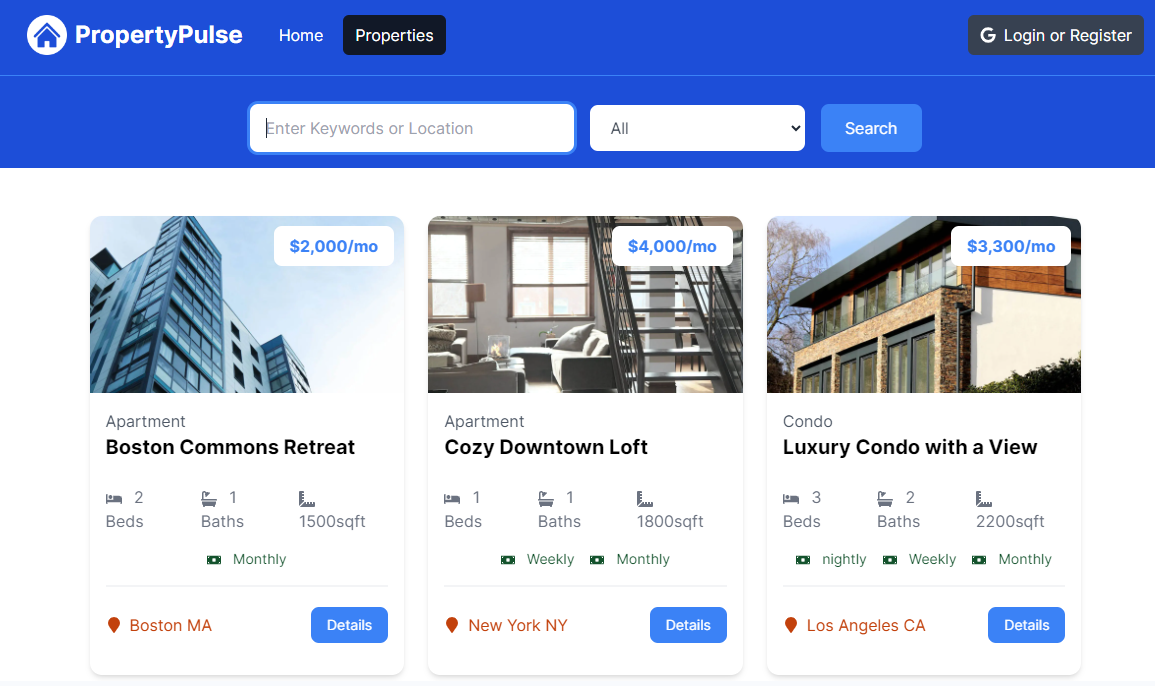 PropertyPulse Home Properties G Login or Register
Enter Keywords or Location All Search
$2,000/mo $4,000/mo $3,300/mo
Apartment Apartment Condo
Boston Commons Retreat Cozy Downtown Loft Luxury Condo with a View
2 1 1 1 3 2
Beds Baths 1500sqft Beds Baths 1800sqft Beds Baths 2200sqft
Monthly Weekly Monthly nightly Weekly Monthly
Boston MA Details New York NY Details Los Angeles CA Details